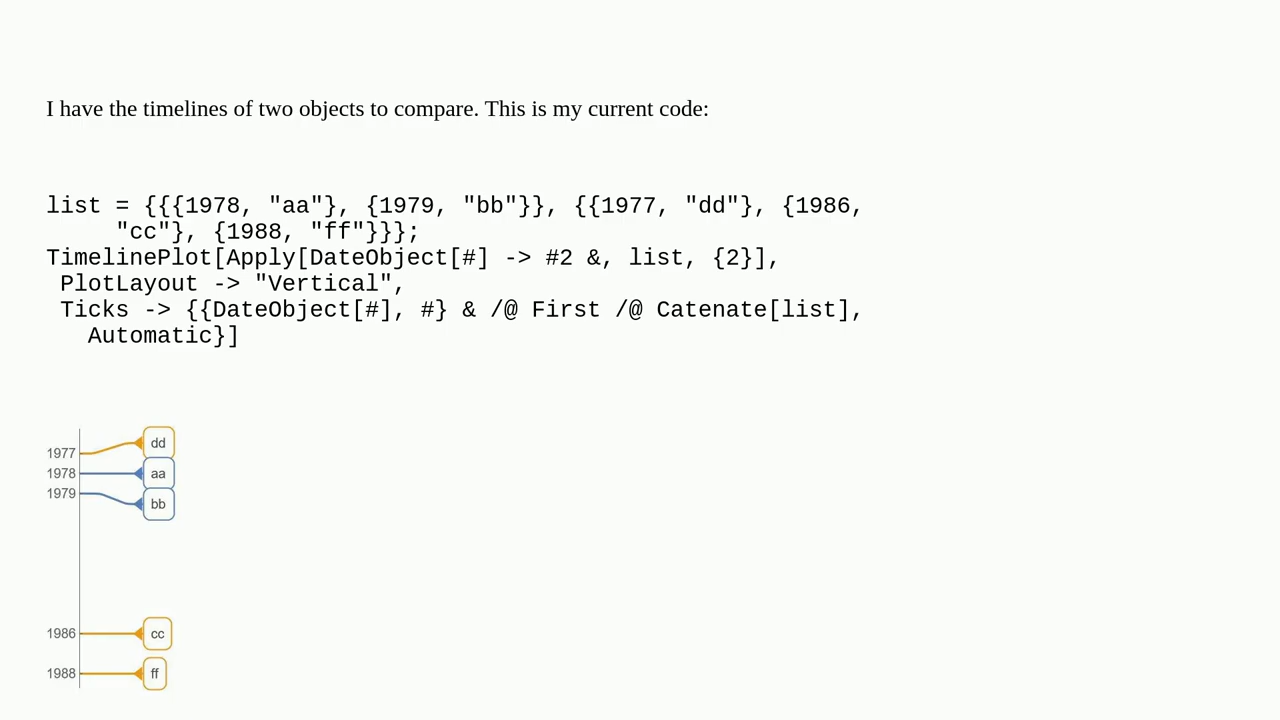 I have the timelines of two objects to compare. This is my current code:
list = {{{1978, "aa"}, {1979, "bb"}}, {{1977, "dd"}, {1986,
"cc"}, {1988, "ff"}}};
TimelinePlot[Apply[DateObject[#] -> #2 &, list, {2}],
PlotLayout -> "Vertical",
Ticks -> {{DateObject[#], #} & /@ First /@ Catenate[list],
Automatic}]
1977 dd
1978 aa
1979 bb
1986 cc
1988 ff